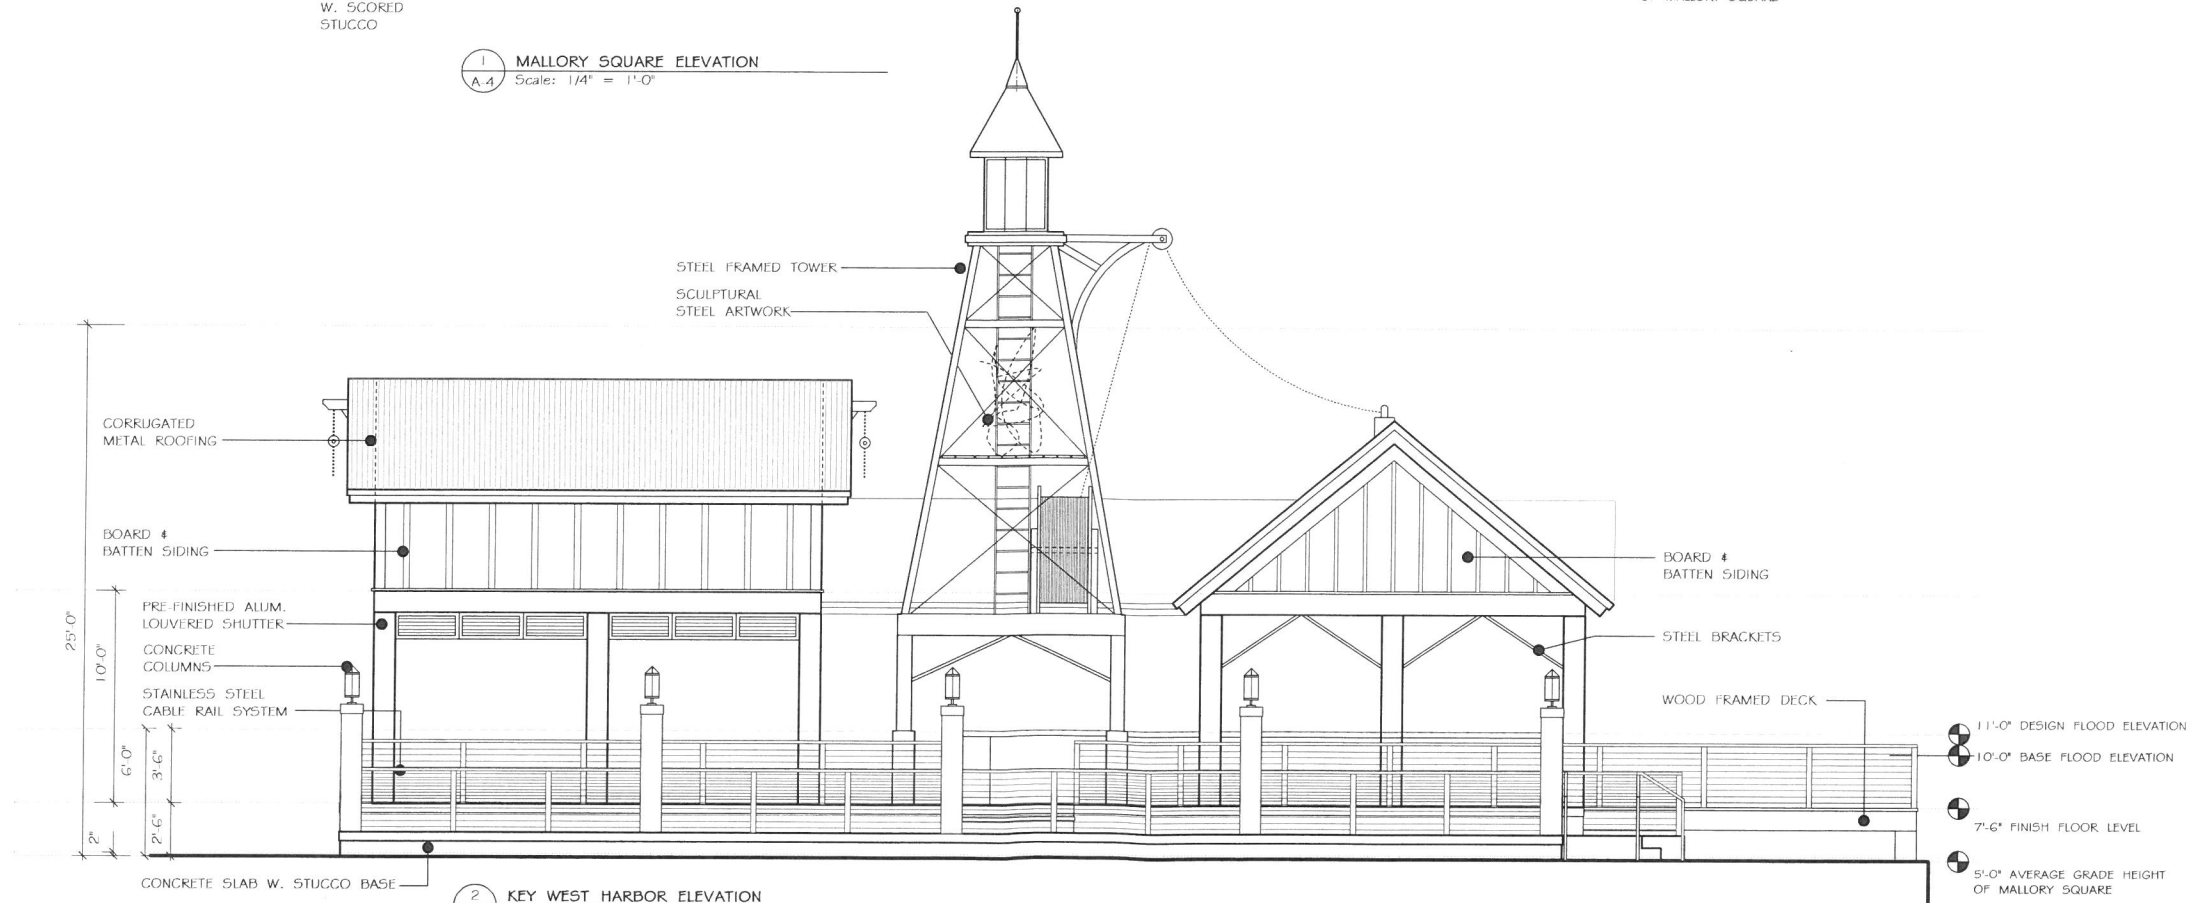 W. SCORED
STUCCO
1
A-4
MALLORY SQUARE ELEVATION
Scale: 1/4" = 1'-0"
STEEL FRAMED TOWER
SCULPTURAL
STEEL ARTWORK
CORRUGATED
METAL ROOFING
BOARD &
BATTEN SIDING
PRE-FINISHED ALUM.
LOUVERED SHUTTER
CONCRETE
COLUMNS
STAINLESS STEEL
CABLE RAIL SYSTEM
25'-0"
10'-0"
6'-0"
3'-6"
2'-6"
2"
BOARD &
BATTEN SIDING
STEEL BRACKETS
WOOD FRAMED DECK
11'-0" DESIGN FLOOD ELEVATION
10'-0" BASE FLOOD ELEVATION
7'-6" FINISH FLOOR LEVEL
5'-0" AVERAGE GRADE HEIGHT
OF MALLORY SQUARE
CONCRETE SLAB W. STUCCO BASE
2
KEY WEST HARBOR ELEVATION